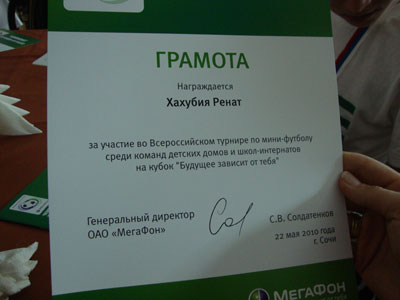 ГРАМОТА
Награждается
Хахубия Ренат
за участие во Всероссийском турнире по мини-футболу
среди команд детских домов и школ-интернатов
на кубок "Будущее зависит от тебя"
Генеральный директор
ОАО «МегаФон»
С.В. Солдатенков
22 мая 2010 года
г. Сочи
МЕГАФОН